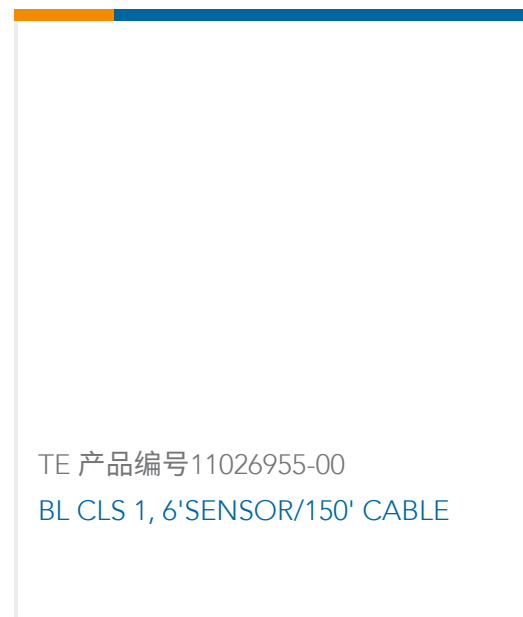 TE 产品编号11026955-00
BL CLS 1, 6'SENSOR/150' CABLE